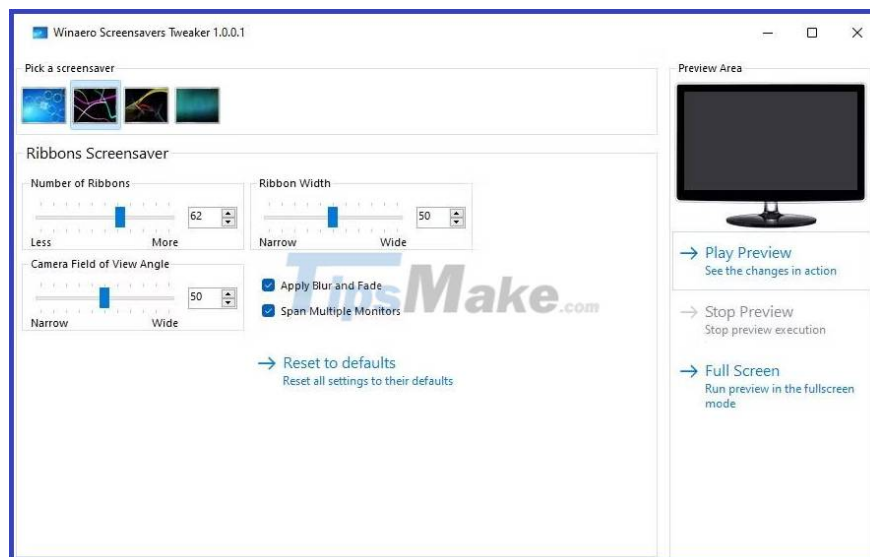 Winaero Screensavers Tweaker 1.0.0.1
Pick a screensaver
Ribbons Screensaver
Number of Ribbons
62
Less More
Ribbon Width
50
Narrow Wide
Camera Field of View Angle
50
Narrow Wide
Apply Blur and Fade
Span Multiple Monitors
TipsMake.com
Reset to defaults
Reset all settings to their defaults
Preview Area
Play Preview
See the changes in action
Stop Preview
Stop preview execution
Full Screen
Run preview in the fullscreen
mode